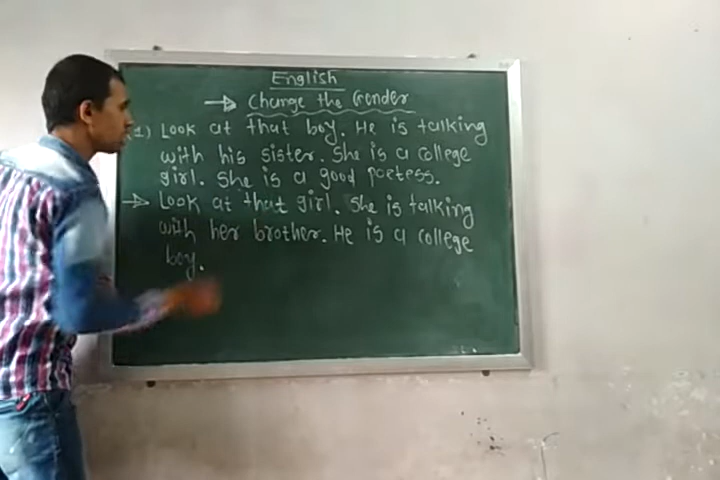 English
→ Change the Gender
1) Look at that boy. He is talking
with his sister. She is a college
girl. She is a good poetess.
→ Look at that girl. She is talking
with her brother. He is a college
boy.